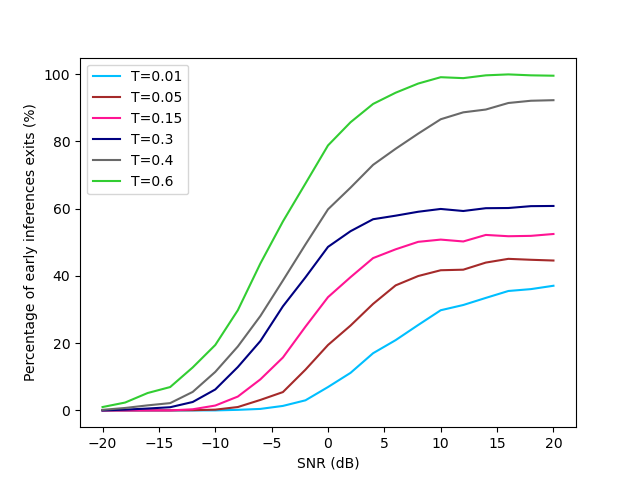 T=0.01
T=0.05
T=0.15
T=0.3
T=0.4
T=0.6
Percentage of early inferences exits (%)
100
80
60
40
20
0
−20 −15 −10 −5 0 5 10 15 20
SNR (dB)